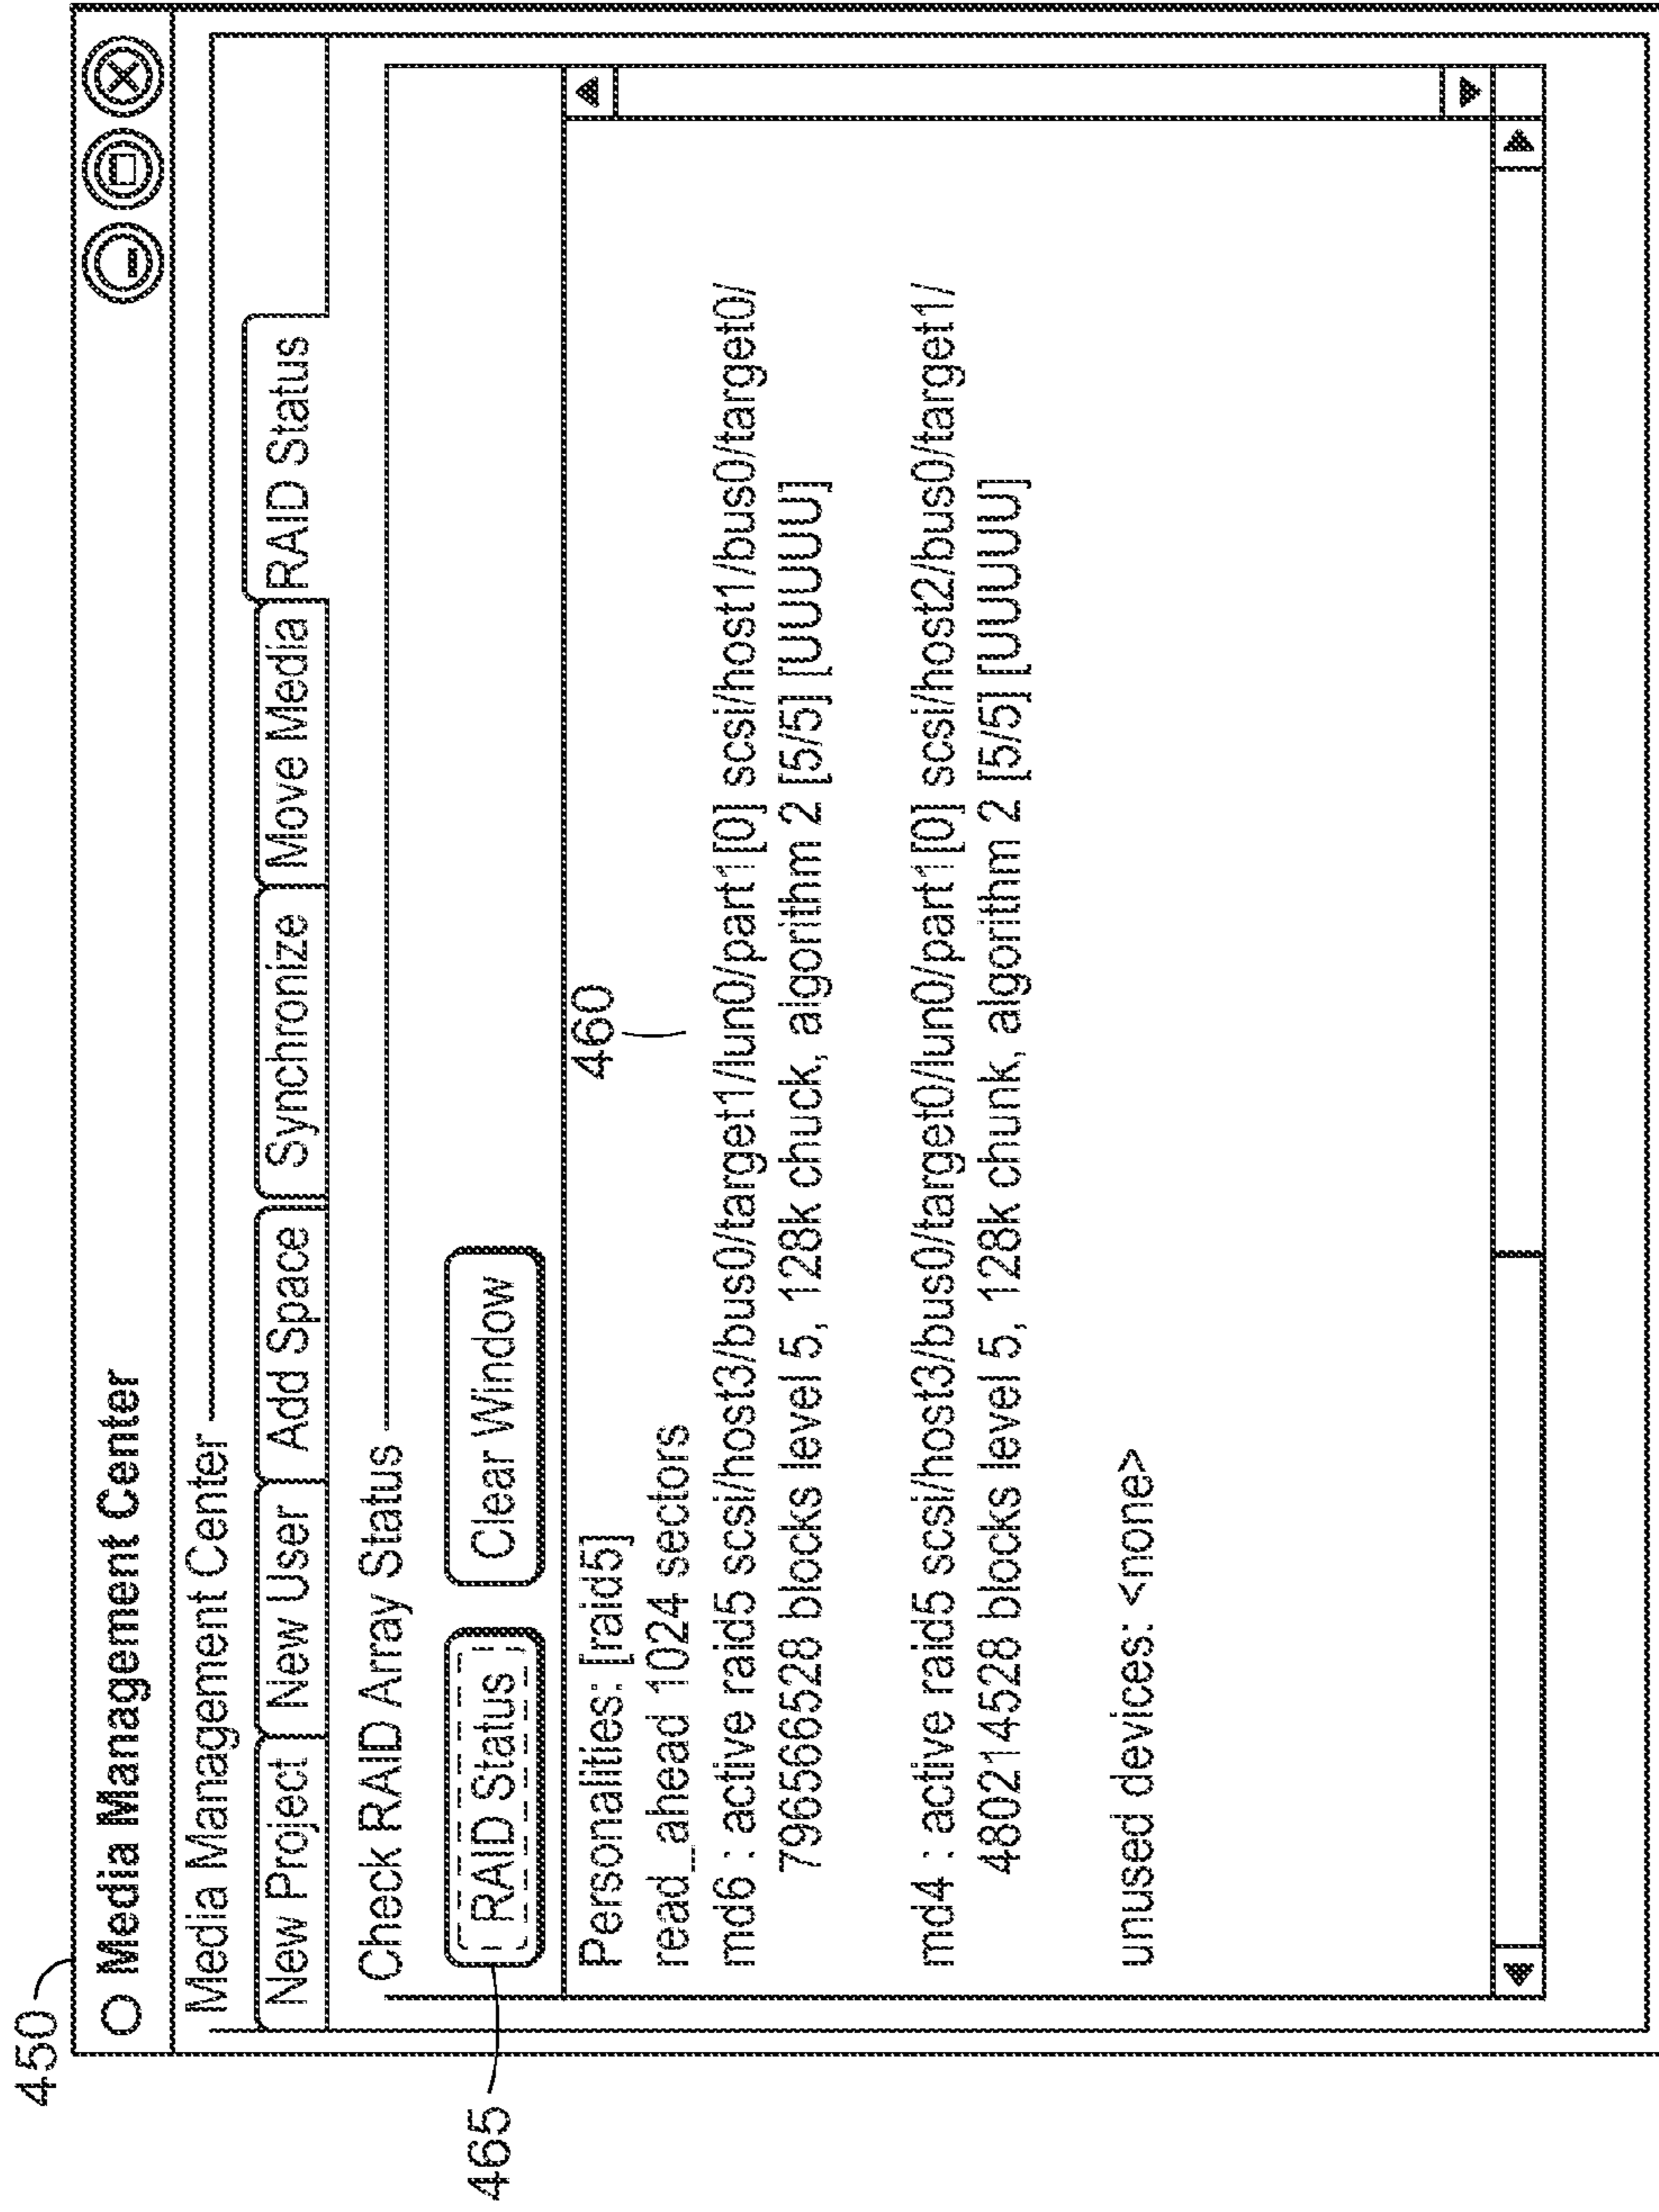 450
Media Management Center
Media Management Center
New Project New User Add Space Synchronize Move Media RAID Status
Check RAID Array Status
465
RAID Status Clear Window
460
Personalities: [raid5]
read_ahead 1024 sectors
md6 : active raid5 scsi/host3/bus0/target1/lun0/part1[0] scsi/host1/bus0/target0/
796566528 blocks level 5, 128k chuck, algorithm 2 [5/5] [UUUUU]
md4 : active raid5 scsi/host3/bus0/target0/lun0/part1[0] scsi/host2/bus0/target1/
480214528 blocks level 5, 128k chunk, algorithm 2 [5/5] [UUUUU]
unused devices: <none>